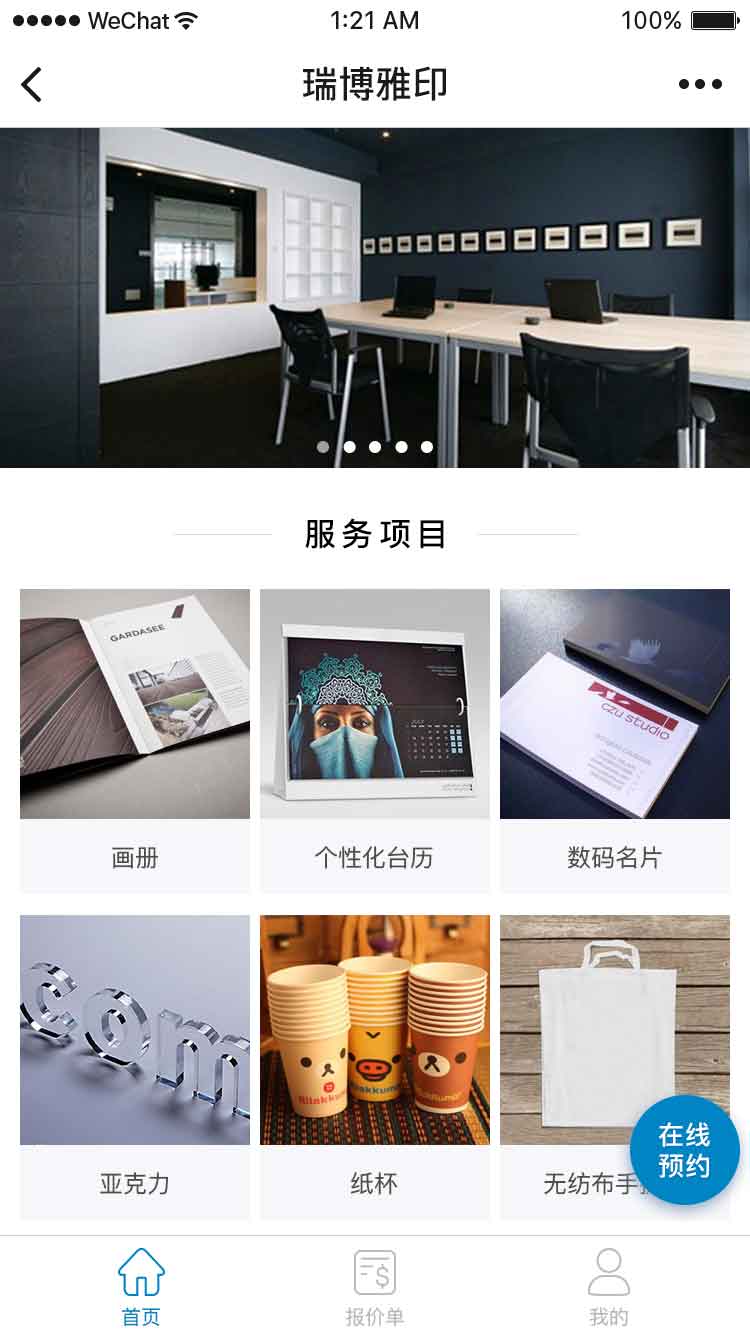 WeChat 1:21 AM 100%
瑞博雅印
服务项目
GARDASEE
JULY
czu studio
画册
个性化台历
数码名片
com
Rilakkuma
亚克力
纸杯
无纺布手
在线
预约
首页
报价单
我的